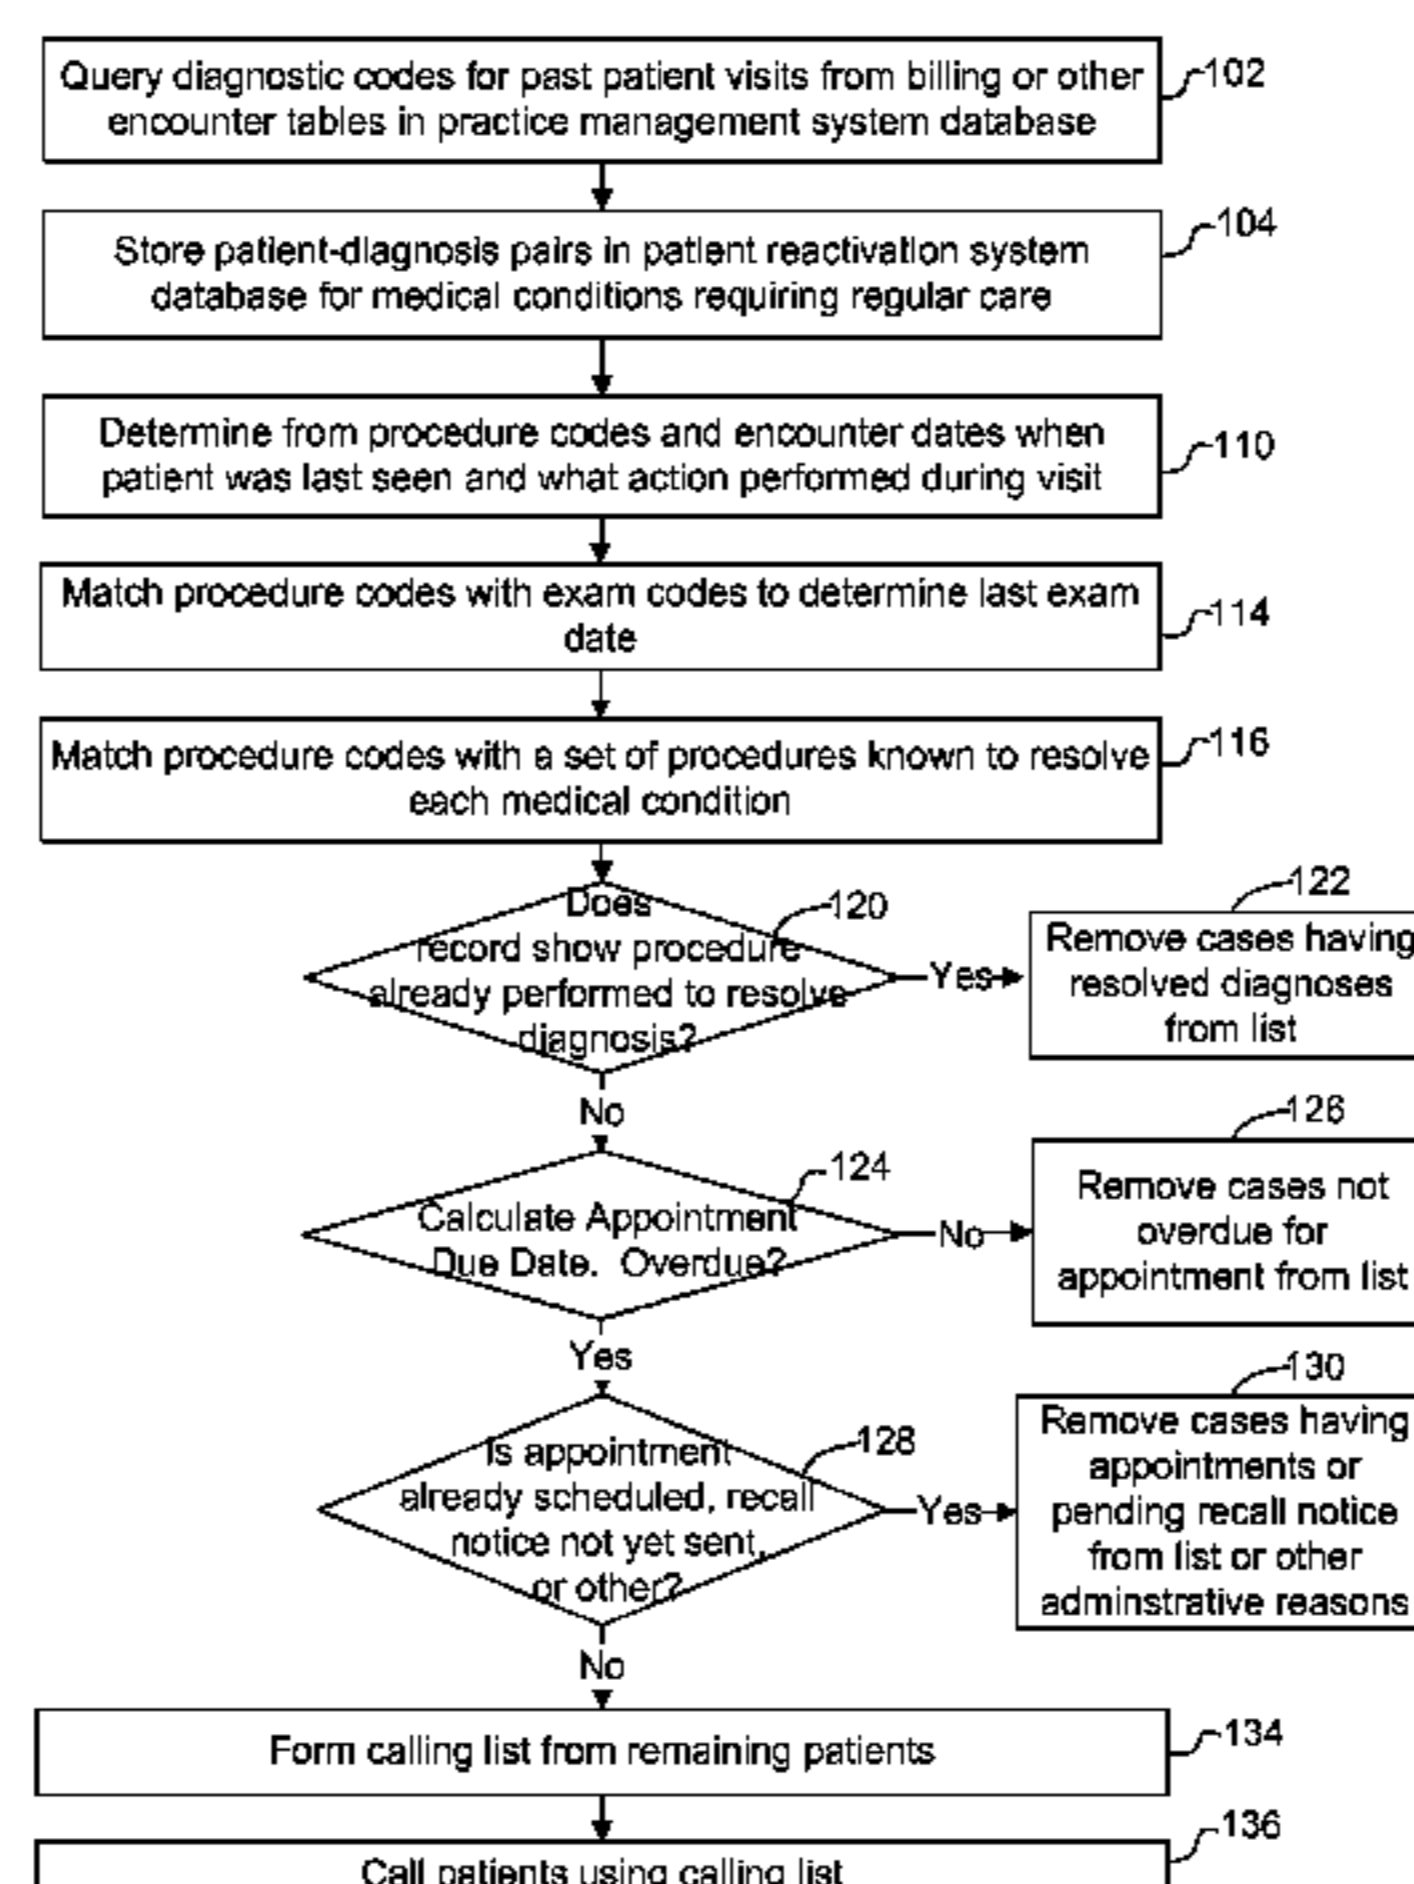 Query diagnostic codes for past patient visits from billing or other
encounter tables in practice management system database
102
Store patient-diagnosis pairs in patient reactivation system
database for medical conditions requiring regular care
104
Determine from procedure codes and encounter dates when
patient was last seen and what action performed during visit
110
Match procedure codes with exam codes to determine last exam
date
114
Match procedure codes with a set of procedures known to resolve
each medical condition
116
Does
record show procedure
already performed to resolve
diagnosis?
120
Yes
122
Remove cases having
resolved diagnoses
from list
No
Calculate Appointment
Due Date. Overdue?
124
No
126
Remove cases not
overdue for
appointment from list
Yes
Is appointment
already scheduled, recall
notice not yet sent,
or other?
128
Yes
130
Remove cases having
appointments or
pending recall notice
from list or other
adminstrative reasons
No
Form calling list from remaining patients
134
Call patients using calling list
136